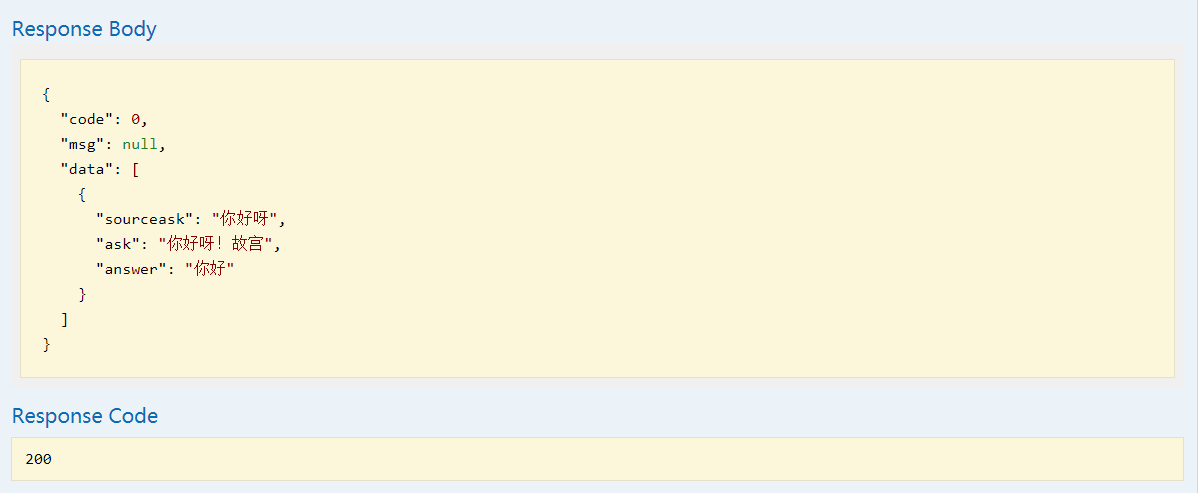 Response Body
{
"code": 0,
"msg": null,
"data": [
{
"sourceask": "你好呀",
"ask": "你好呀！故宫",
"answer": "你好"
}
]
}
Response Code
200